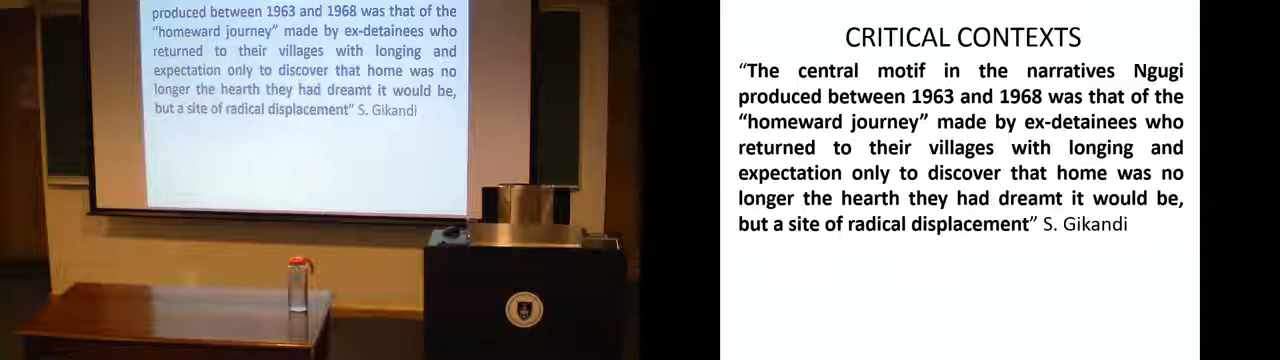 produced between 1963 and 1968 was that of the
“homeward journey” made by ex-detainees who
returned to their villages with longing and
expectation only to discover that home was no
longer the hearth they had dreamt it would be,
but a site of radical displacement” S. Gikandi
CRITICAL CONTEXTS
“The central motif in the narratives Ngugi
produced between 1963 and 1968 was that of the
“homeward journey” made by ex-detainees who
returned to their villages with longing and
expectation only to discover that home was no
longer the hearth they had dreamt it would be,
but a site of radical displacement” S. Gikandi